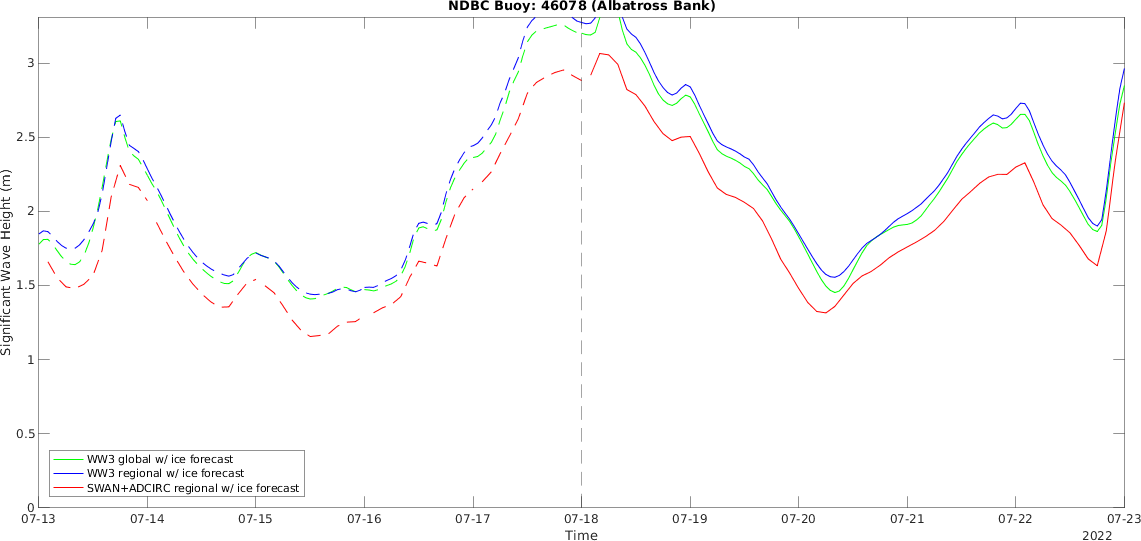 NDBC Buoy: 46078 (Albatross Bank)
Significant Wave Height (m)
3
2.5
2
1.5
1
0.5
0
WW3 global w/ ice forecast
WW3 regional w/ ice forecast
SWAN+ADCIRC regional w/ ice forecast
07-13 07-14 07-15 07-16 07-17 07-18 07-19 07-20 07-21 07-22 07-23
Time
2022